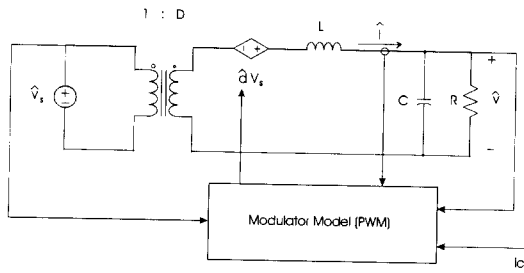 1 : D
L
î
v̂ₛ
d̂ Vₛ
C
R
+
v̂
−
Modulator Model (PWM)
Ic